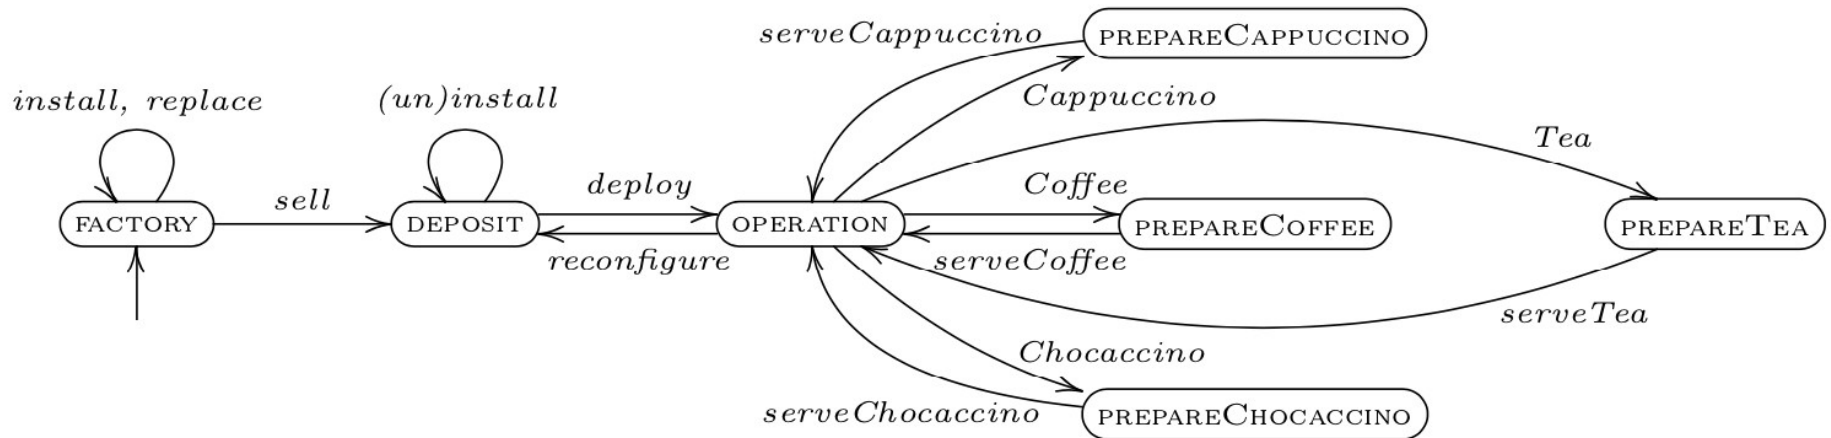 serveCappuccino
PREPARECAPPUCCINO
install, replace
(un)install
Cappuccino
Tea
sell
deploy
Coffee
FACTORY
DEPOSIT
OPERATION
PREPARECOFFEE
PREPARETEA
reconfigure
serveCoffee
serveTea
Chocaccino
serveChocaccino
PREPARECHOCACCINO